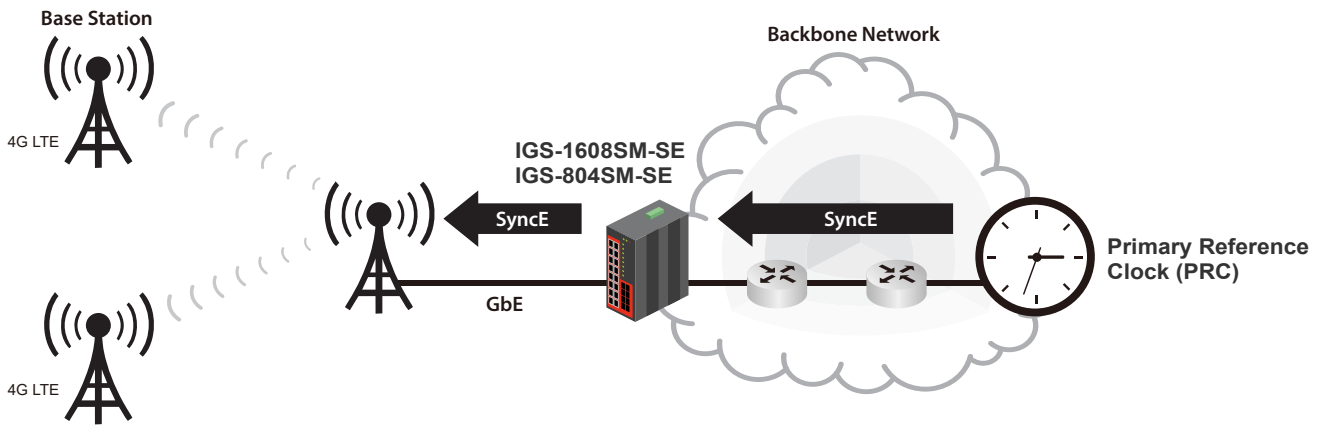 Base Station
Backbone Network
4G LTE
IGS-1608SM-SE
IGS-804SM-SE
SyncE
SyncE
Primary Reference
Clock (PRC)
GbE
4G LTE